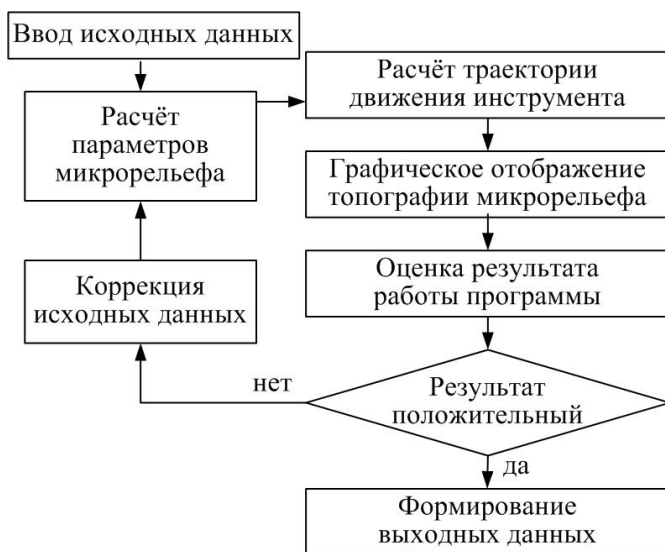 Ввод исходных данных
Расчёт
параметров
микрорельефа
Расчёт траектории
движения инструмента
Графическое отображение
топографии микрорельефа
Оценка результата
работы программы
Результат
положительный
нет
Коррекция
исходных данных
да
Формирование
выходных данных